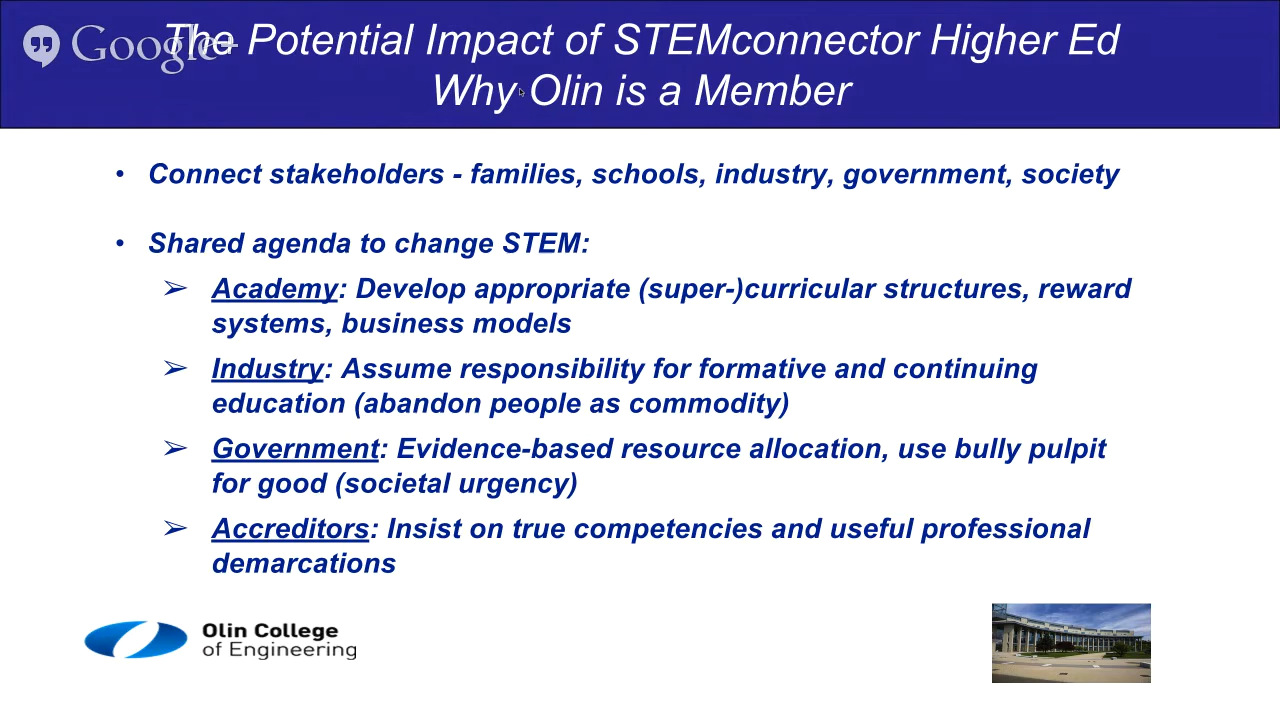 Google+
The Potential Impact of STEMconnector Higher Ed
Why Olin is a Member
• Connect stakeholders - families, schools, industry, government, society
• Shared agenda to change STEM:
➢ Academy: Develop appropriate (super-)curricular structures, reward
systems, business models
➢ Industry: Assume responsibility for formative and continuing
education (abandon people as commodity)
➢ Government: Evidence-based resource allocation, use bully pulpit
for good (societal urgency)
➢ Accreditors: Insist on true competencies and useful professional
demarcations
Olin College
of Engineering